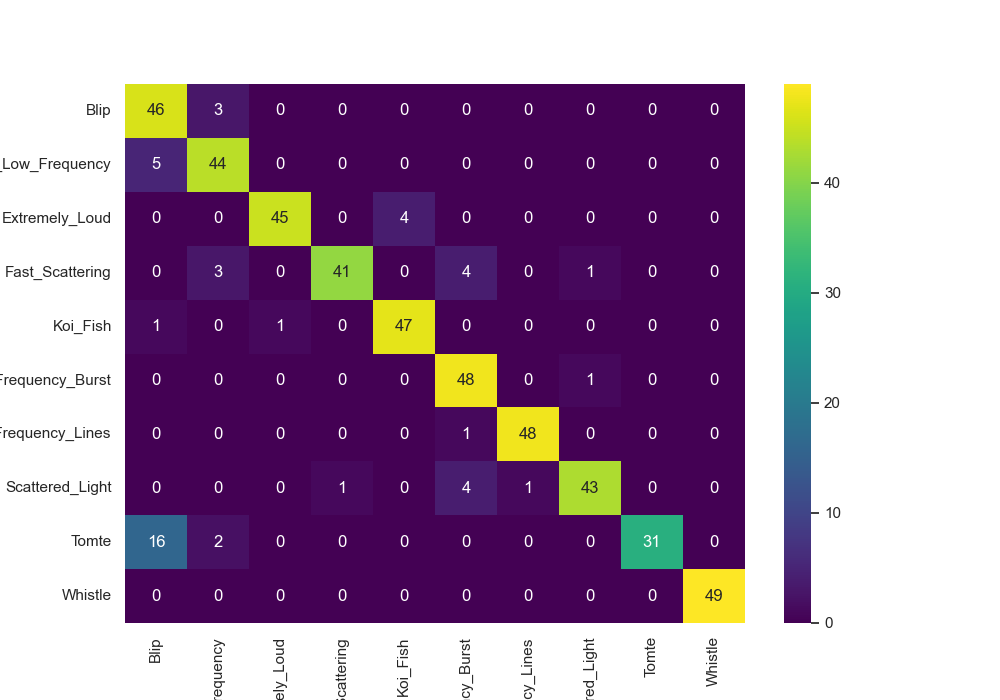 Blip 46 3 0 0 0 0 0 0 0 0
_Low_Frequency 5 44 0 0 0 0 0 0 0 0
Extremely_Loud 0 0 45 0 4 0 0 0 0 0
Fast_Scattering 0 3 0 41 0 4 0 1 0 0
Koi_Fish 1 0 1 0 47 0 0 0 0 0
Frequency_Burst 0 0 0 0 0 48 0 1 0 0
Frequency_Lines 0 0 0 0 0 1 48 0 0 0
Scattered_Light 0 0 0 1 0 4 1 43 0 0
Tomte 16 2 0 0 0 0 0 0 31 0
Whistle 0 0 0 0 0 0 0 0 0 49
Blip
requency
ely_Loud
Scattering
Koi_Fish
cy_Burst
cy_Lines
red_Light
Tomte
Whistle
40
30
20
10
0